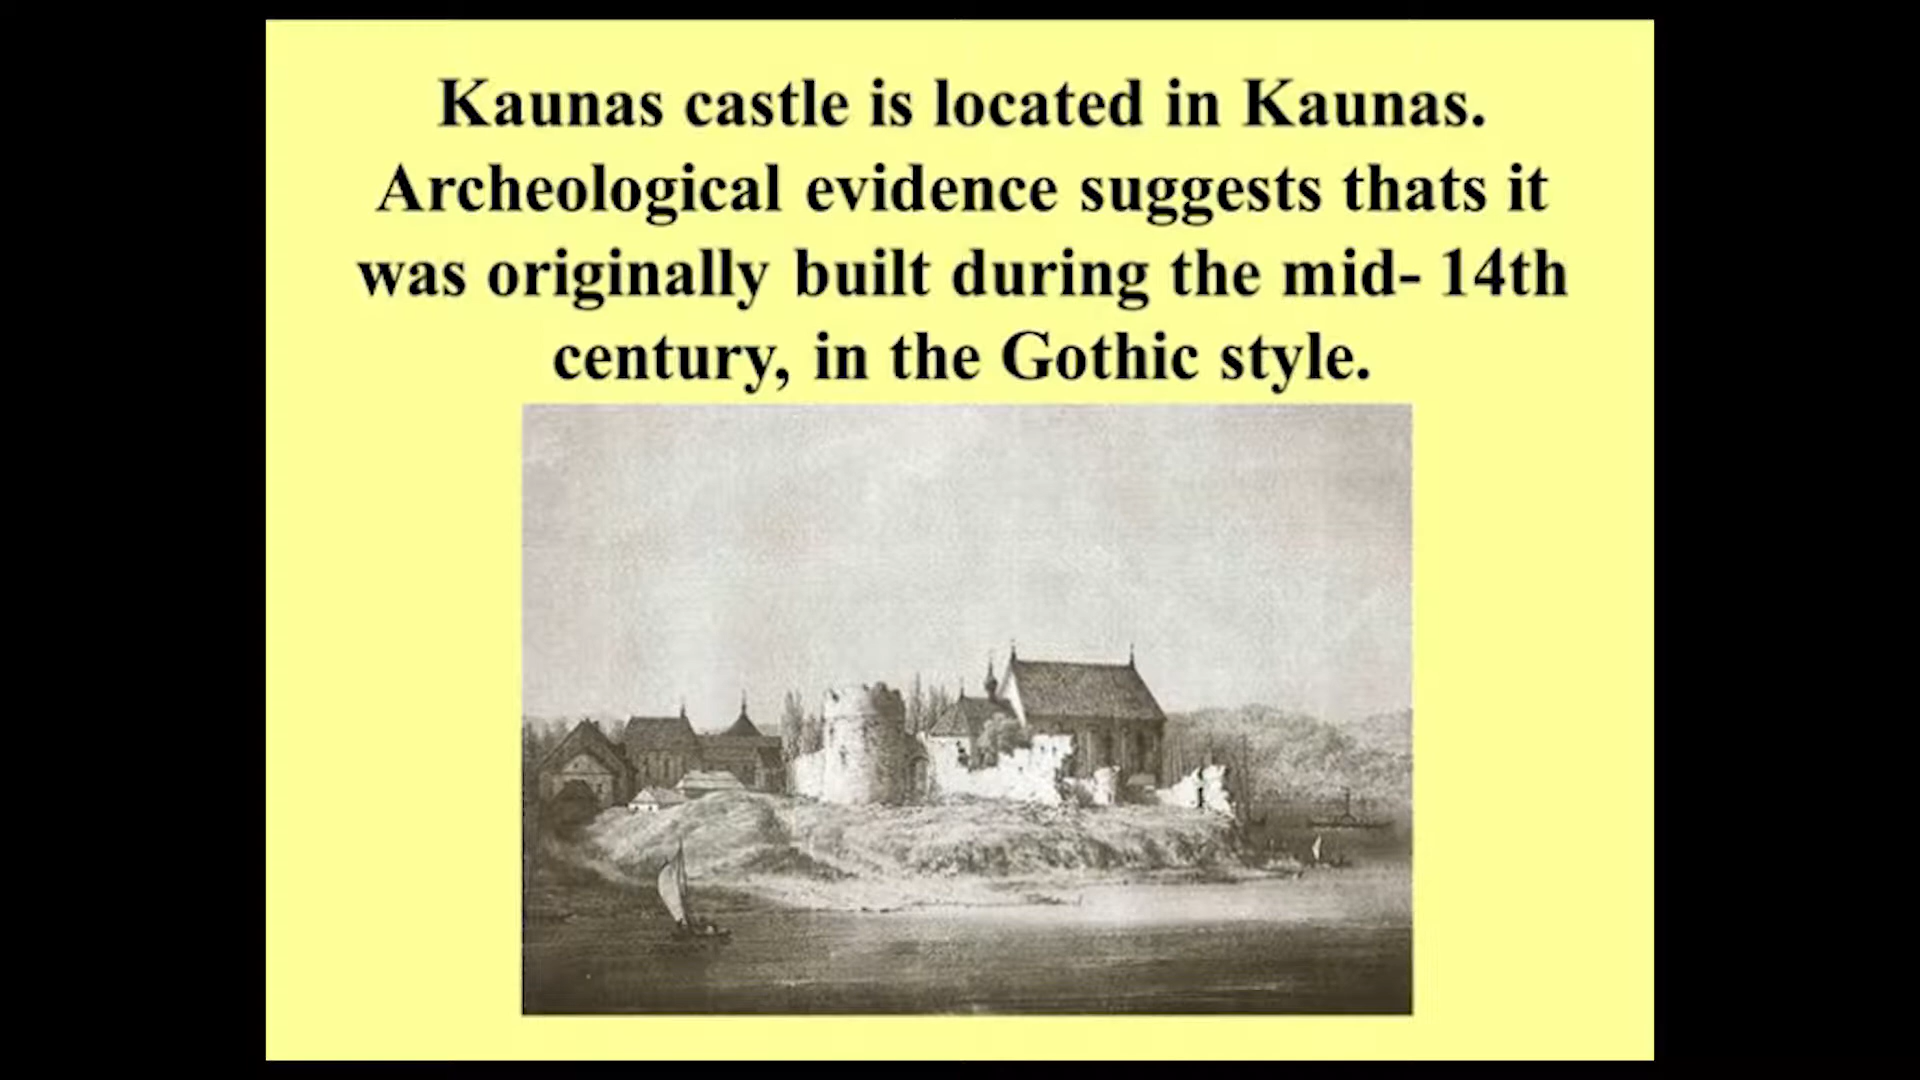 Kaunas castle is located in Kaunas.
Archeological evidence suggests thats it
was originally built during the mid- 14th
century, in the Gothic style.